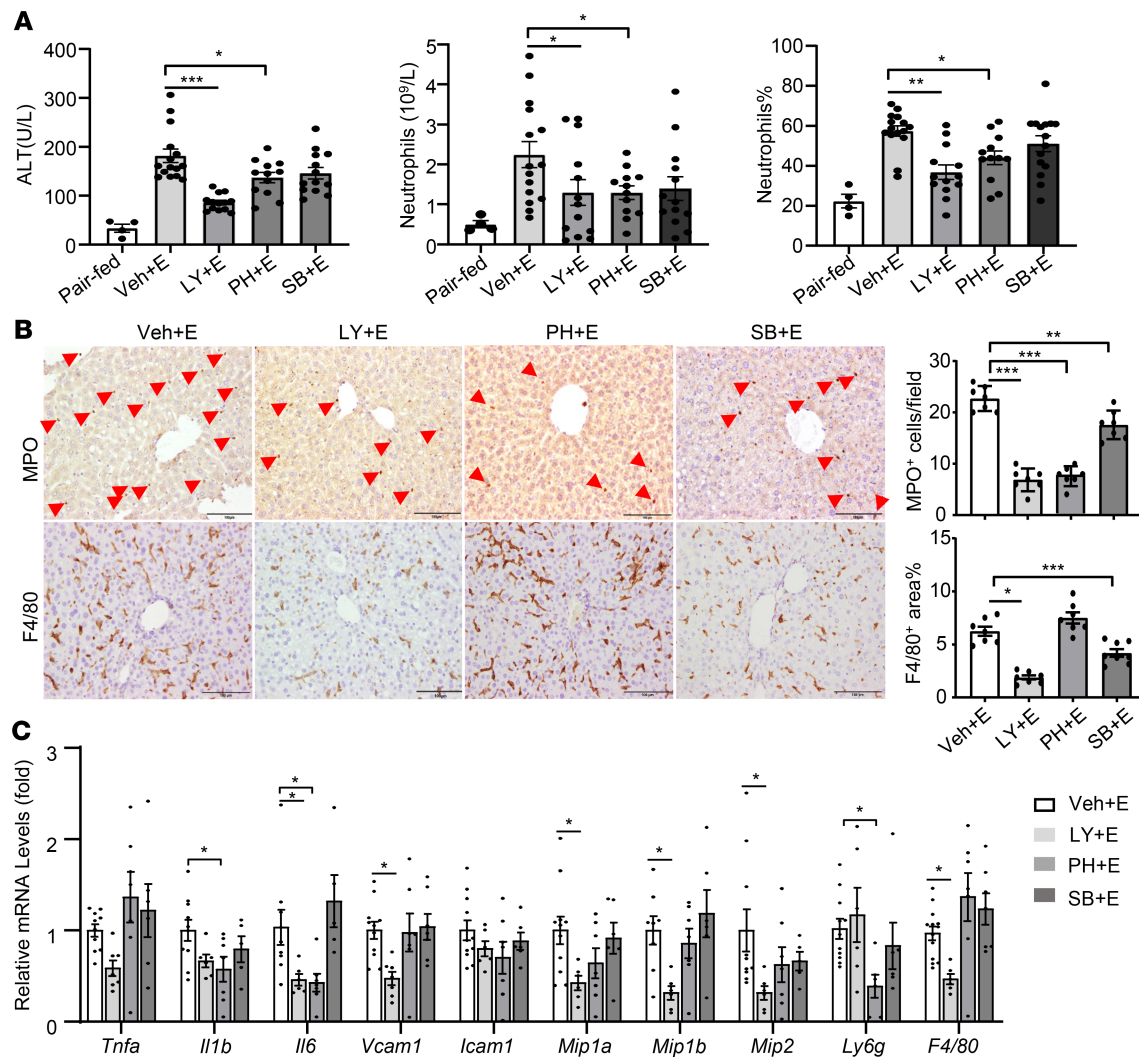 A
ALT(U/L)
400
300
200
100
0
***
*
Pair-fed
Veh+E
LY+E
PH+E
SB+E
Neutrophils (10⁹/L)
5
4
3
2
1
0
*
*
Pair-fed
Veh+E
LY+E
PH+E
SB+E
Neutrophils%
100
80
60
40
20
0
**
*
Pair-fed
Veh+E
LY+E
PH+E
SB+E
B
Veh+E
LY+E
PH+E
SB+E
MPO
F4/80
MPO⁺ cells/field
30
20
10
0
***
***
**
F4/80⁺ area%
15
10
5
0
*
***
Veh+E
LY+E
PH+E
SB+E
C
Relative mRNA Levels (fold)
3
2
1
0
*
*
*
*
*
*
*
*
*
Tnfa
Il1b
Il6
Vcam1
Icam1
Mip1a
Mip1b
Mip2
Ly6g
F4/80
Veh+E
LY+E
PH+E
SB+E